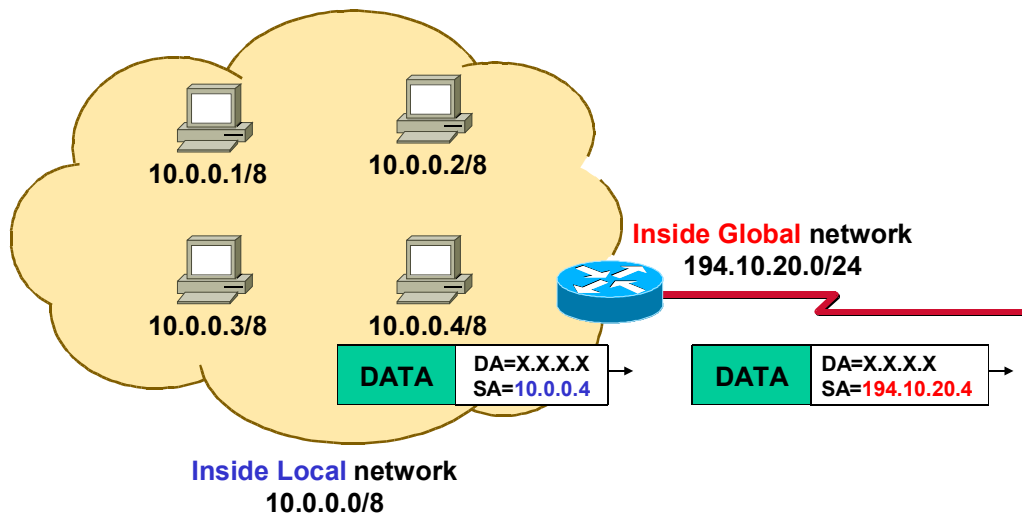 10.0.0.1/8
10.0.0.2/8
Inside Global network
194.10.20.0/24
10.0.0.3/8
10.0.0.4/8
DATA
DA=X.X.X.X
SA=10.0.0.4
DATA
DA=X.X.X.X
SA=194.10.20.4
Inside Local network
10.0.0.0/8